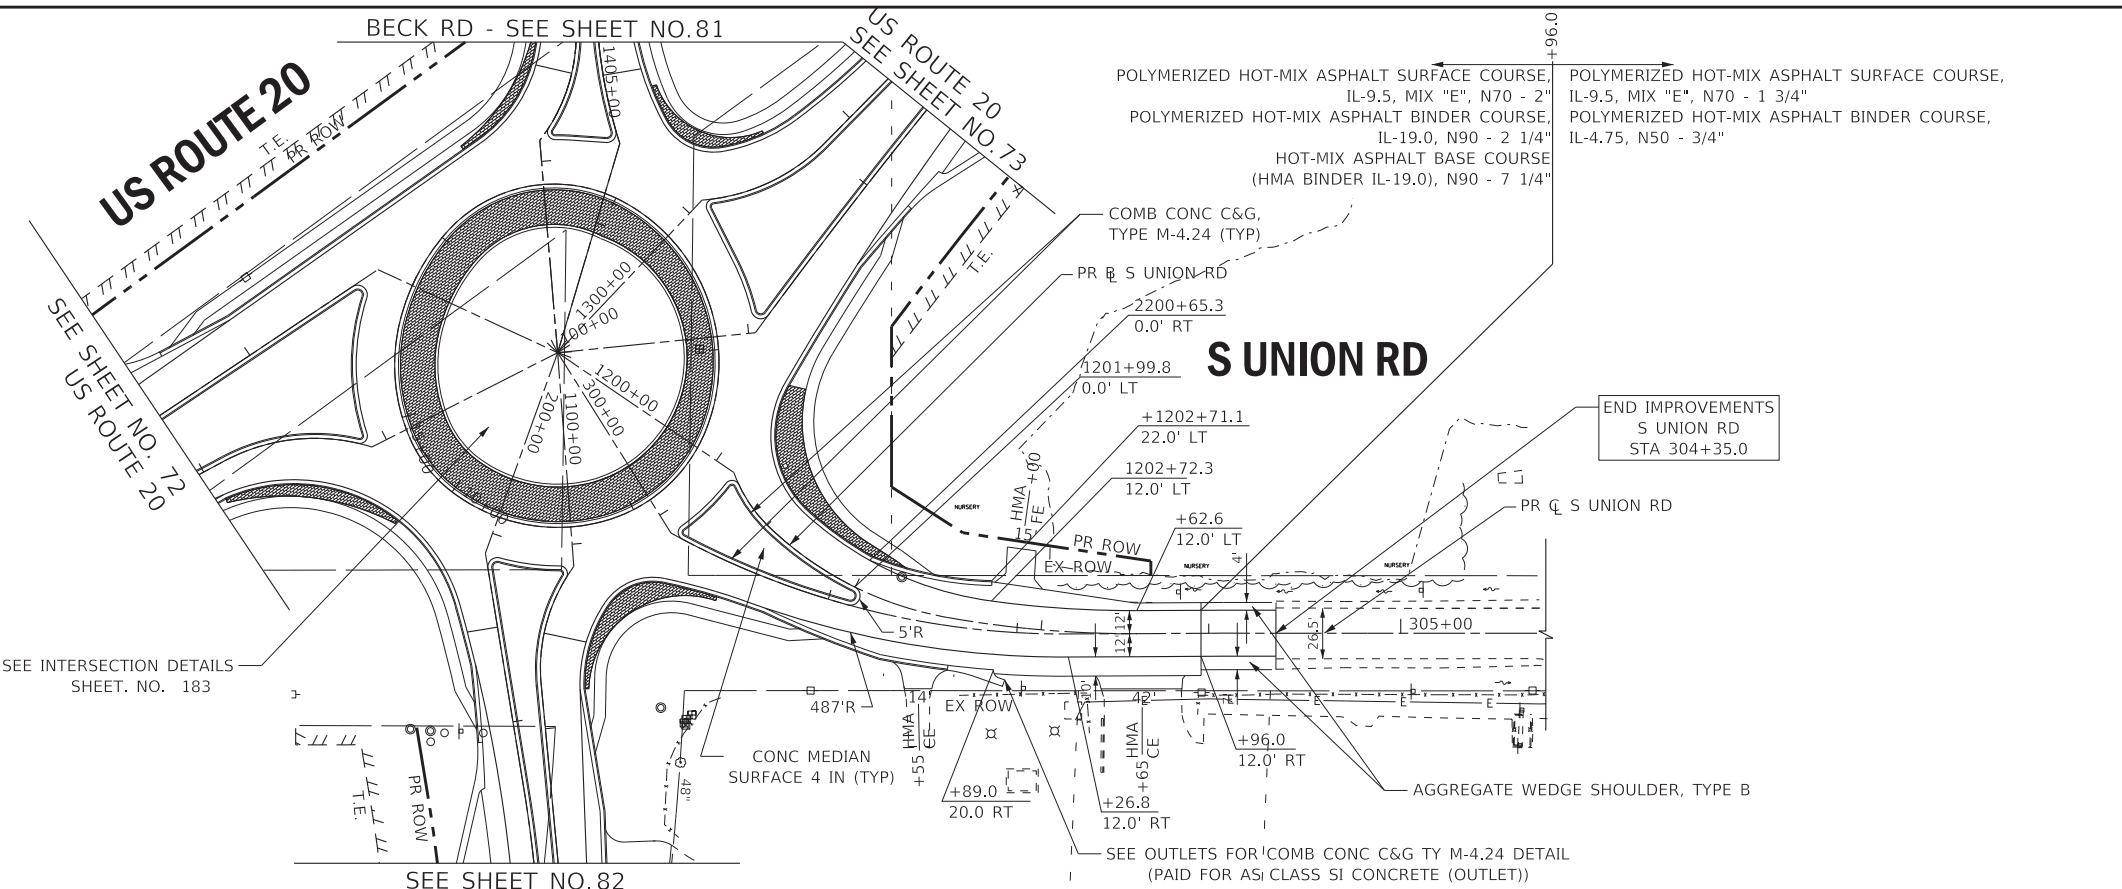 BECK RD - SEE SHEET NO. 81
US ROUTE 20
SEE SHEET NO. 73
US ROUTE 20
T.E.
PR ROW
1405+00
+96.0
POLYMERIZED HOT-MIX ASPHALT SURFACE COURSE,
IL-9.5, MIX "E", N70 - 2"
POLYMERIZED HOT-MIX ASPHALT BINDER COURSE,
IL-19.0, N90 - 2 1/4"
HOT-MIX ASPHALT BASE COURSE
(HMA BINDER IL-19.0), N90 - 7 1/4"
POLYMERIZED HOT-MIX ASPHALT SURFACE COURSE,
IL-9.5, MIX "E", N70 - 1 3/4"
POLYMERIZED HOT-MIX ASPHALT BINDER COURSE,
IL-4.75, N50 - 3/4"
COMB CONC C&G,
TYPE M-4.24 (TYP)
PR BL S UNION RD
T.E.
2200+65.3
0.0' RT
1201+99.8
0.0' LT
S UNION RD
+1202+71.1
22.0' LT
1202+72.3
12.0' LT
+62.6
12.0' LT
END IMPROVEMENTS
S UNION RD
STA 304+35.0
PR CL S UNION RD
1300+00
100+00
1200+00
300+00
1100+00
200+00
SEE SHEET NO. 72
US ROUTE 20
NURSERY
HMA +00
15' FE
PR ROW
EX ROW
NURSERY
NURSERY
4'
12'
12'
26.5'
305+00
5'R
SEE INTERSECTION DETAILS
SHEET. NO. 183
487'R
14'
EX ROW
10'
42'
E
E
E
E
HMA
CE
+55
HMA
CE
+65
+96.0
12.0' RT
CONC MEDIAN
SURFACE 4 IN (TYP)
+89.0
20.0 RT
+26.8
12.0' RT
AGGREGATE WEDGE SHOULDER, TYPE B
48"
T.E.
PR ROW
SEE OUTLETS FOR COMB CONC C&G TY M-4.24 DETAIL
(PAID FOR AS CLASS SI CONCRETE (OUTLET))
SEE SHEET NO. 82